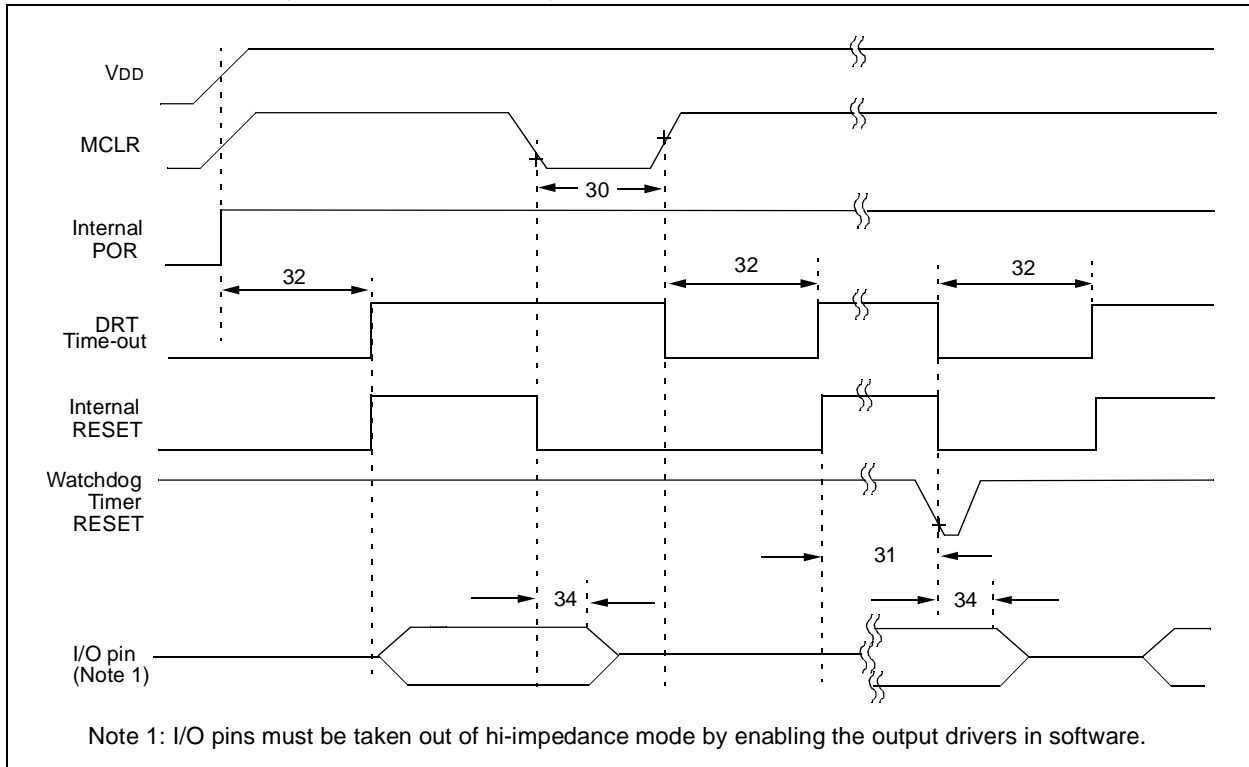 VDD
MCLR
30
Internal
POR
32
32
32
DRT
Time-out
Internal
RESET
Watchdog
Timer
RESET
31
34
34
I/O pin
(Note 1)
Note 1: I/O pins must be taken out of hi-impedance mode by enabling the output drivers in software.